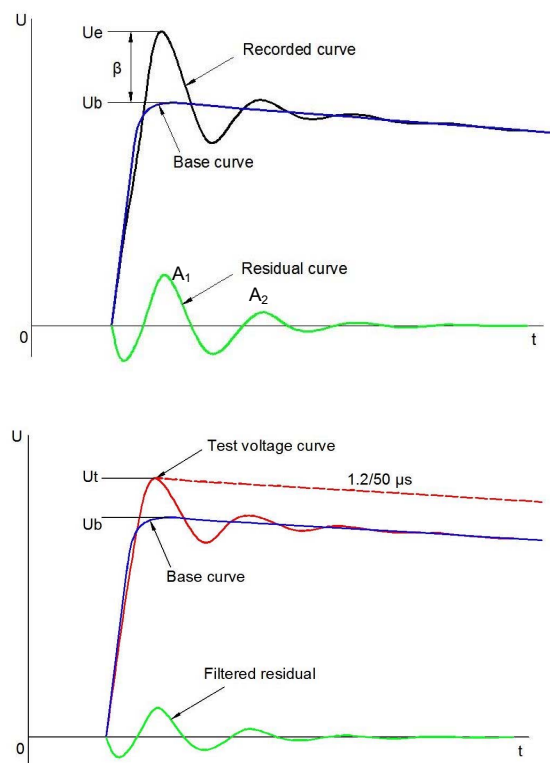 U
Ue
Recorded curve
β
Ub
Base curve
A1
Residual curve
A2
0
t
U
Test voltage curve
Ut
1.2/50 µs
Ub
Base curve
Filtered residual
0
t